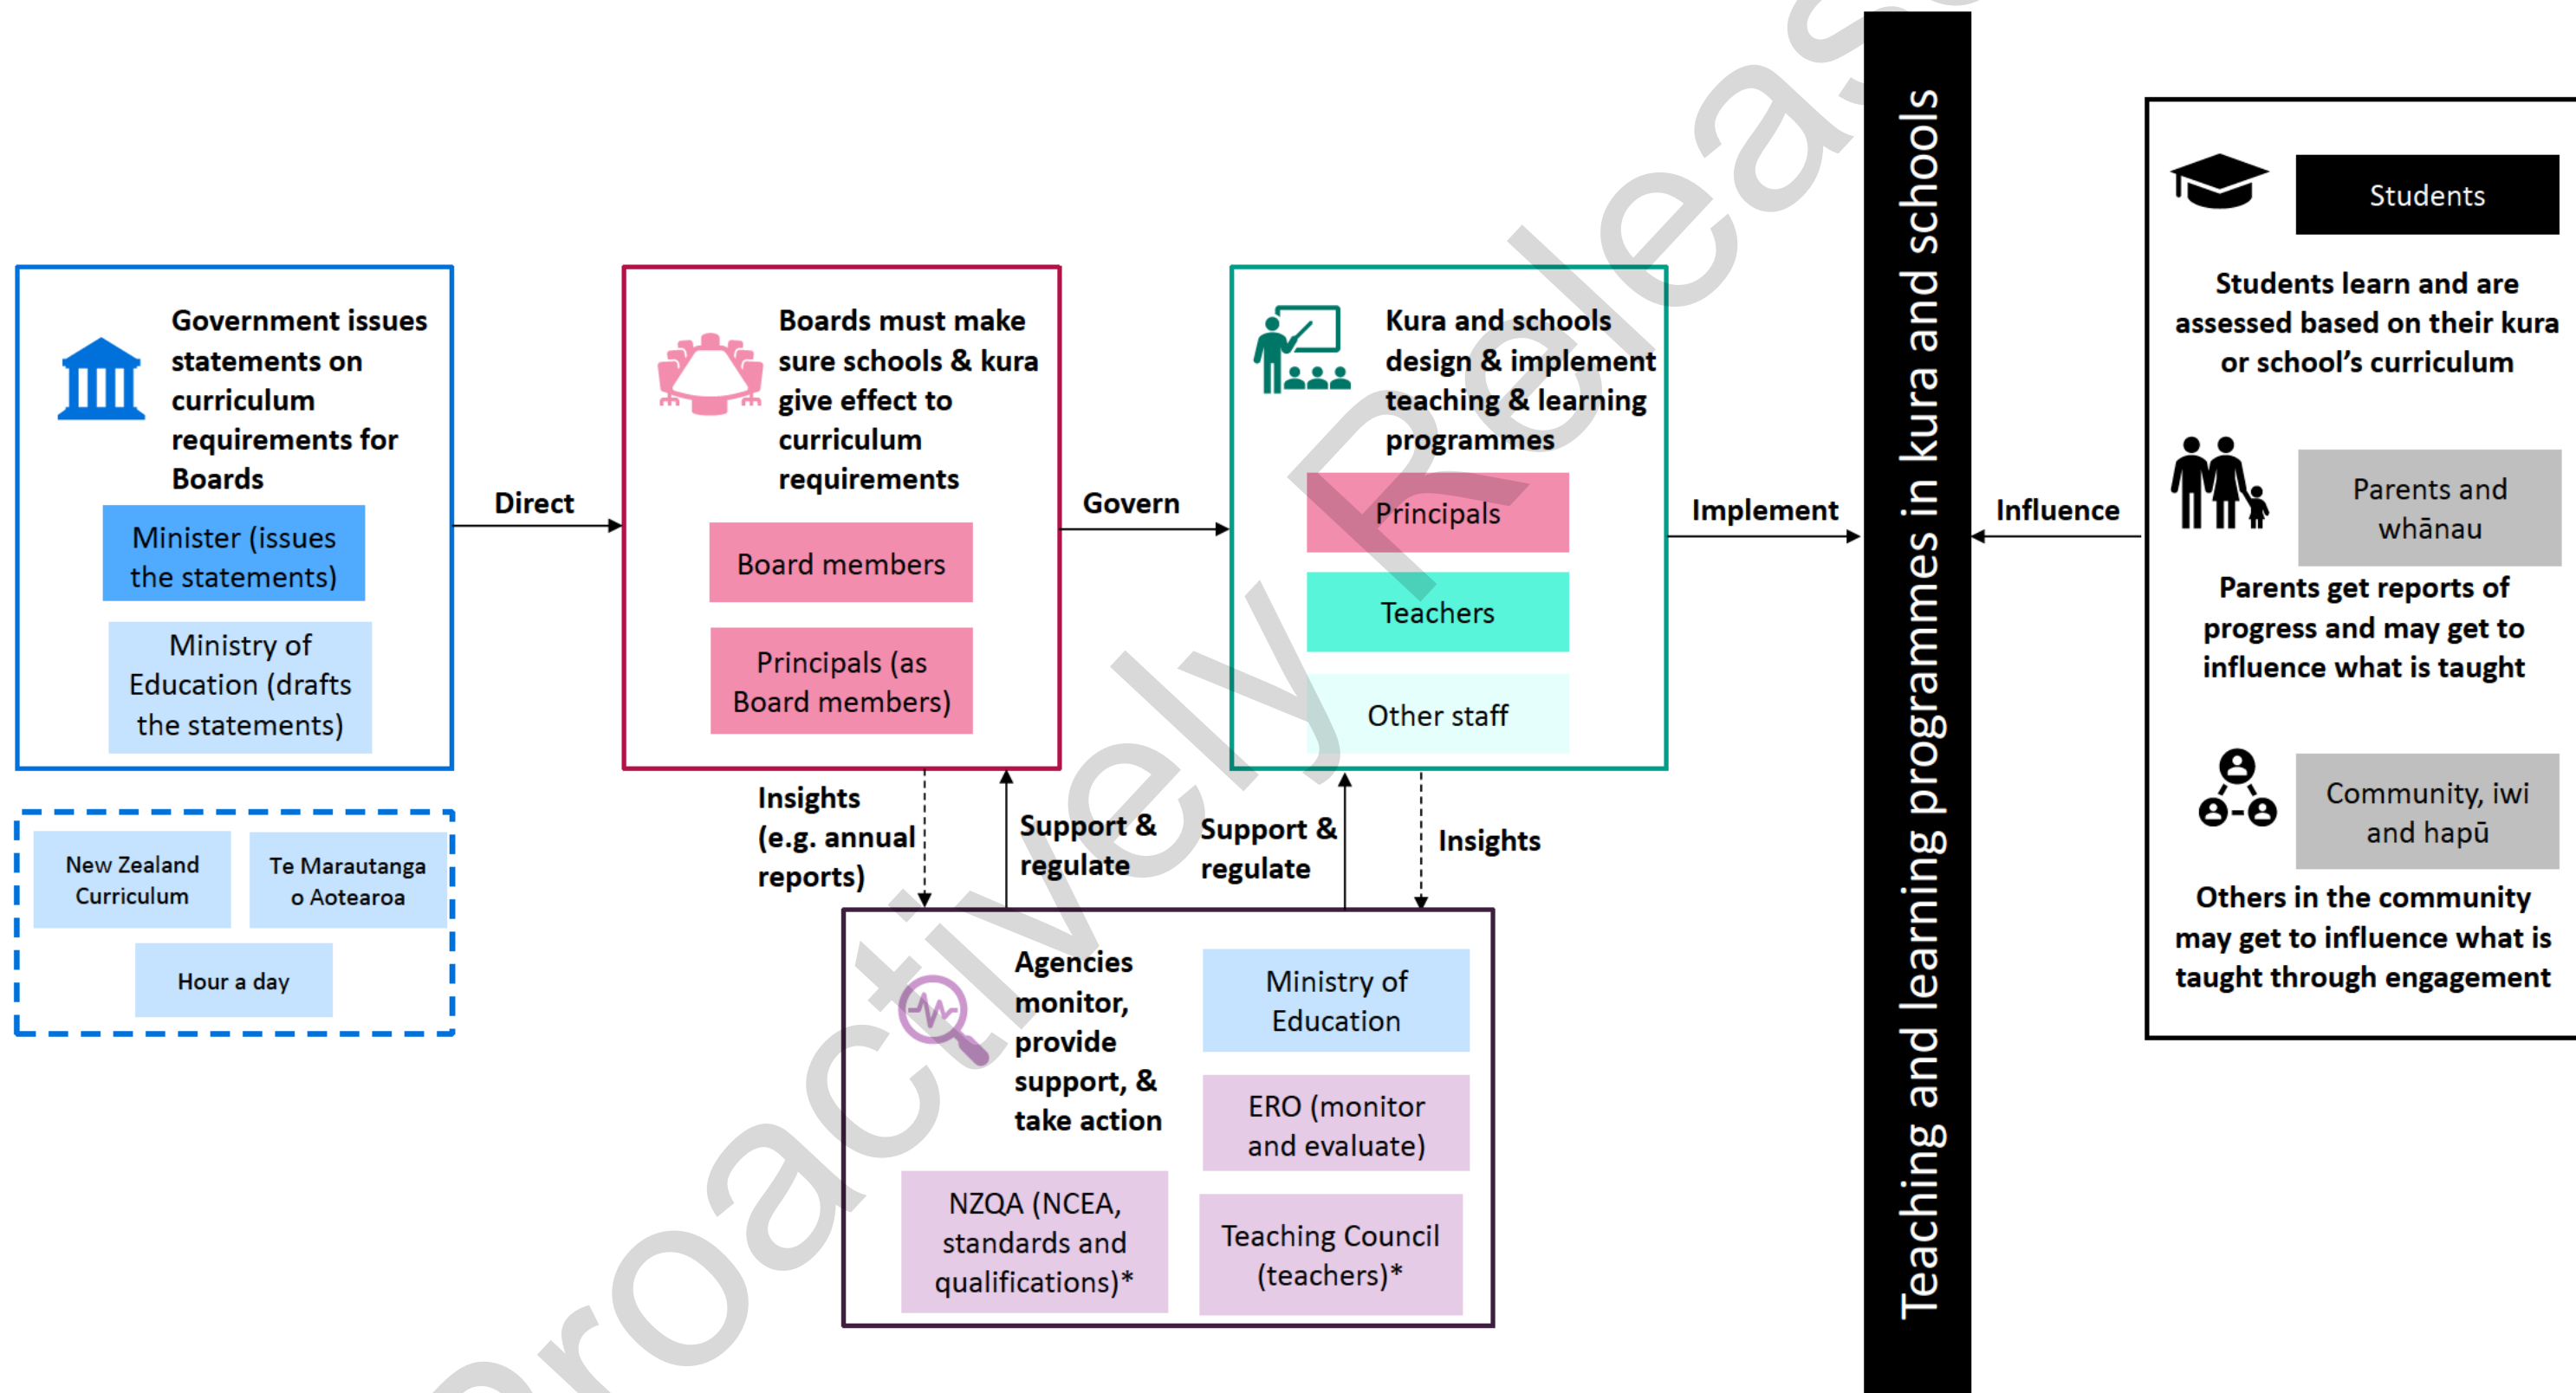 Government issues
statements on
curriculum
requirements for
Boards
Minister (issues
the statements)
Ministry of
Education (drafts
the statements)
New Zealand
Curriculum
Te Marautanga
o Aotearoa
Hour a day
Direct
Boards must make
sure schools & kura
give effect to
curriculum
requirements
Board members
Principals (as
Board members)
Govern
Kura and schools
design & implement
teaching & learning
programmes
Principals
Teachers
Other staff
Implement
Insights
(e.g. annual
reports)
Support &
regulate
Support &
regulate
Insights
Agencies
monitor,
provide
support, &
take action
Ministry of
Education
ERO (monitor
and evaluate)
NZQA (NCEA,
standards and
qualifications)*
Teaching Council
(teachers)*
Teaching and learning programmes in kura and schools
Influence
Students
Students learn and are
assessed based on their kura
or school’s curriculum
Parents and
whānau
Parents get reports of
progress and may get to
influence what is taught
Community, iwi
and hapū
Others in the community
may get to influence what is
taught through engagement
Proactively Releas